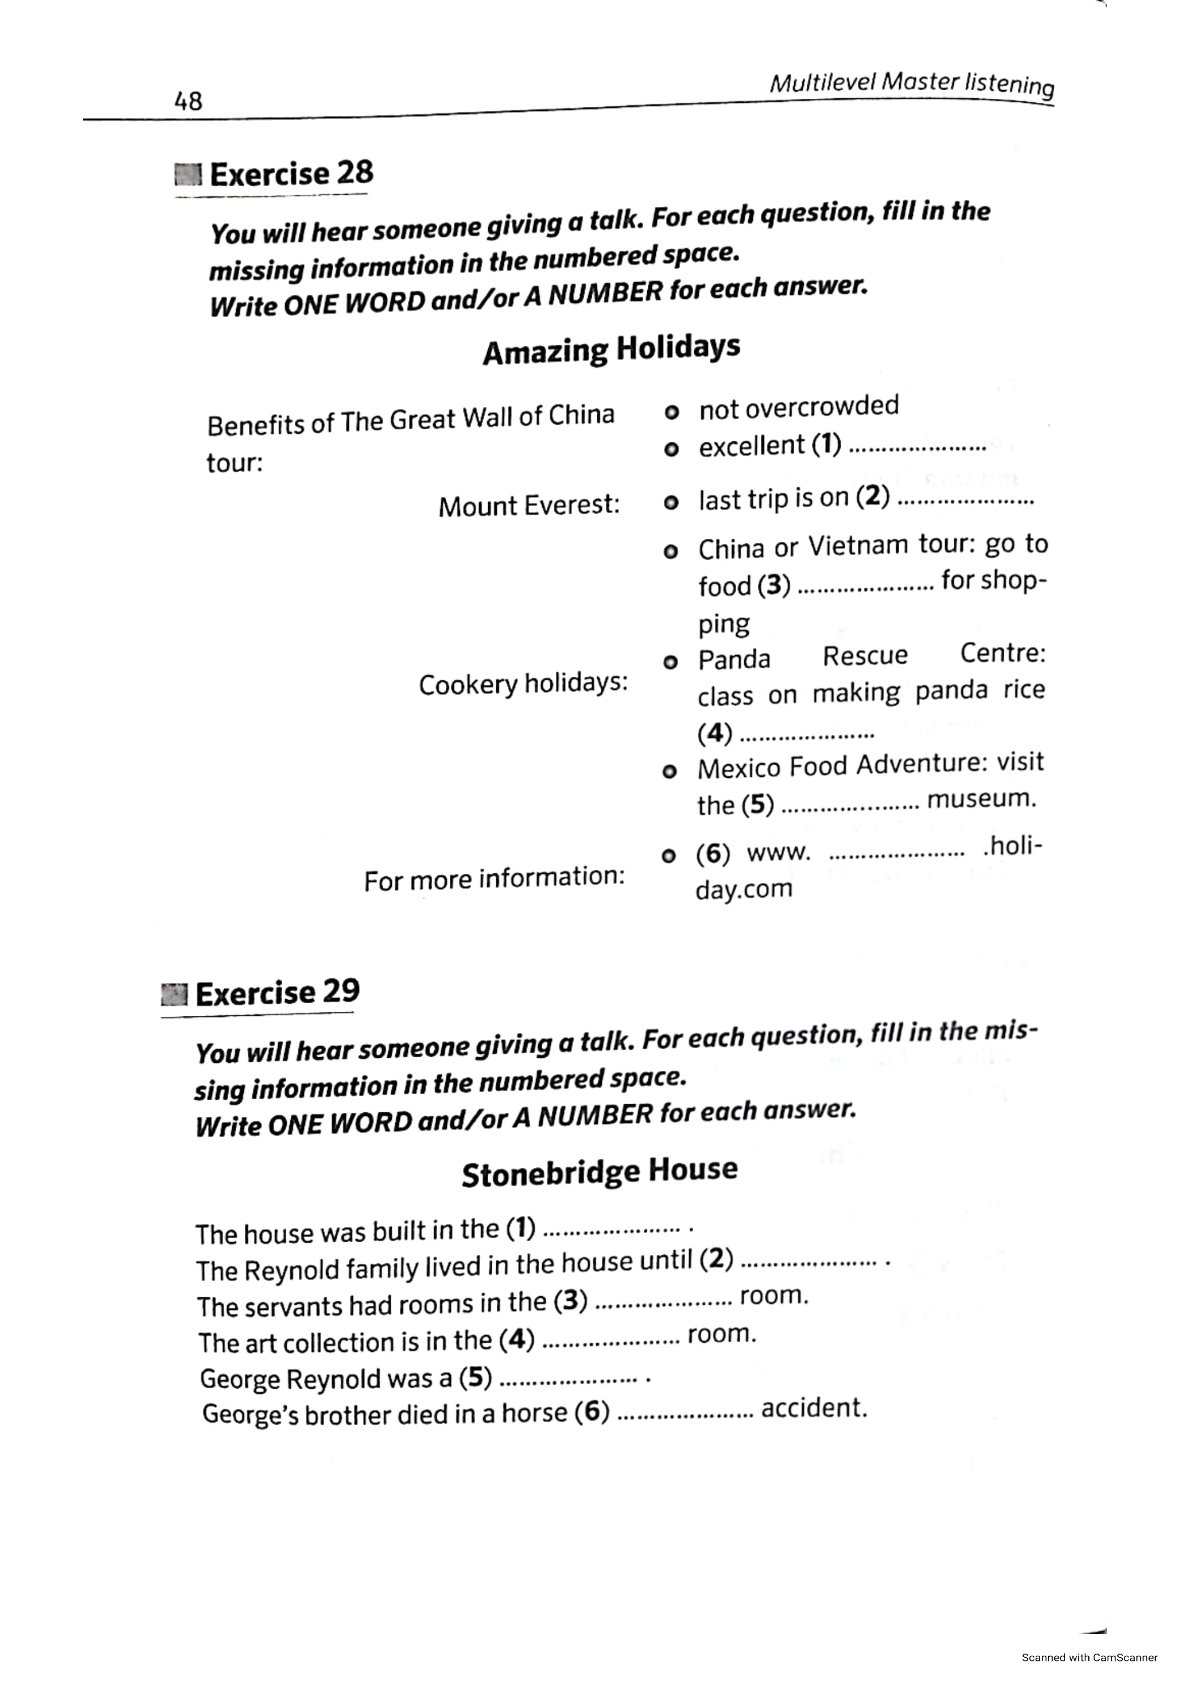 48
Multilevel Master listening
Exercise 28
You will hear someone giving a talk. For each question, fill in the
missing information in the numbered space.
Write ONE WORD and/or A NUMBER for each answer.
Amazing Holidays
Benefits of The Great Wall of China
tour:
not overcrowded
excellent (1) .....................
Mount Everest:
last trip is on (2) .....................
Cookery holidays:
China or Vietnam tour: go to
food (3) ..................... for shop-
ping
Panda Rescue Centre:
class on making panda rice
(4) .....................
Mexico Food Adventure: visit
the (5) ..................... museum.
For more information:
(6) www. ..................... .holi-
day.com
Exercise 29
You will hear someone giving a talk. For each question, fill in the mis-
sing information in the numbered space.
Write ONE WORD and/or A NUMBER for each answer.
Stonebridge House
The house was built in the (1) ..................... .
The Reynold family lived in the house until (2) ..................... .
The servants had rooms in the (3) ..................... room.
The art collection is in the (4) ..................... room.
George Reynold was a (5) ..................... .
George's brother died in a horse (6) ..................... accident.
Scanned with CamScanner